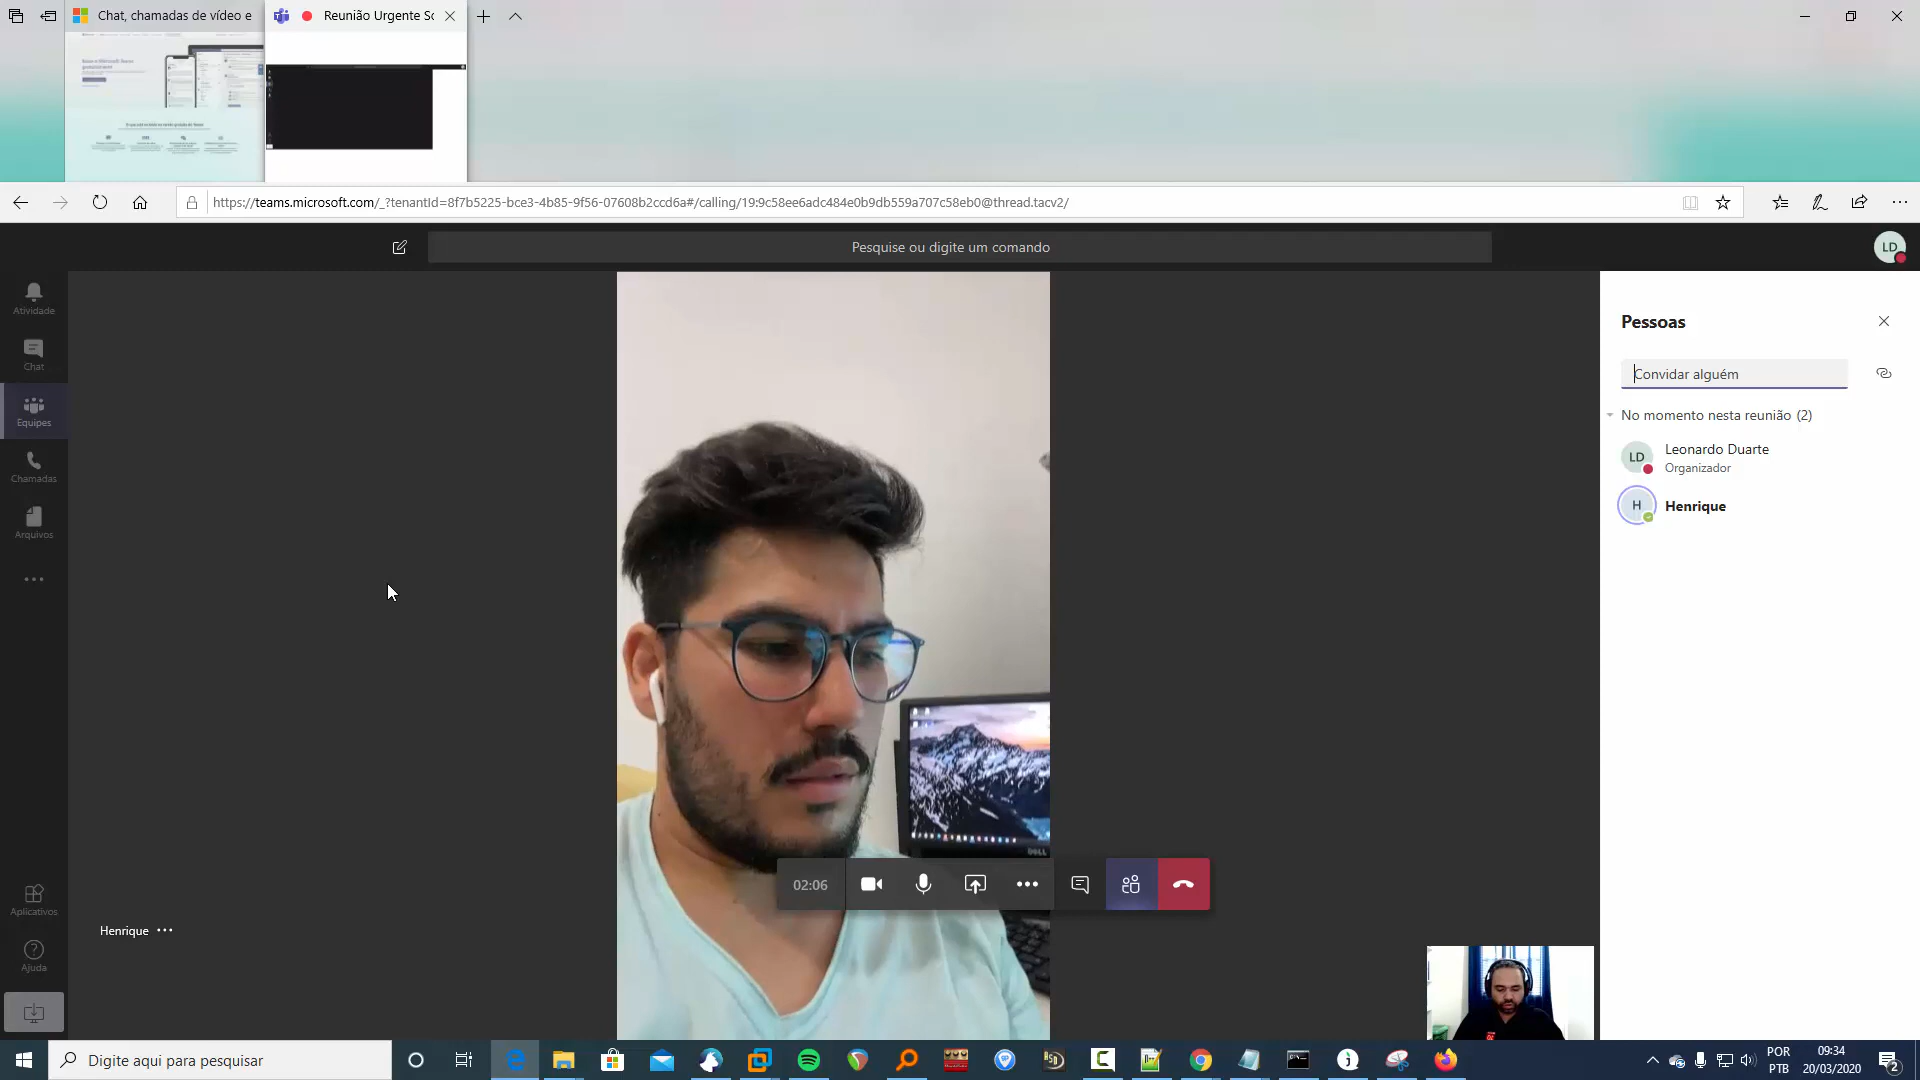 Chat, chamadas de vídeo e
Reunião Urgente Sc
https://teams.microsoft.com/_?tenantId=8f7b5225-bce3-4b85-9f56-07608b2ccd6a#/calling/19:9c58ee6adc484e0b9db559a707c58eb0@thread.tacv2/
Pesquise ou digite um comando
LD
Atividade
Chat
Equipes
Chamadas
Arquivos
Aplicativos
Ajuda
Pessoas
Convidar alguém
No momento nesta reunião (2)
LD
Leonardo Duarte
Organizador
H
Henrique
DELL
02:06
Henrique
Digite aqui para pesquisar
POR
PTB
09:34
20/03/2020
2